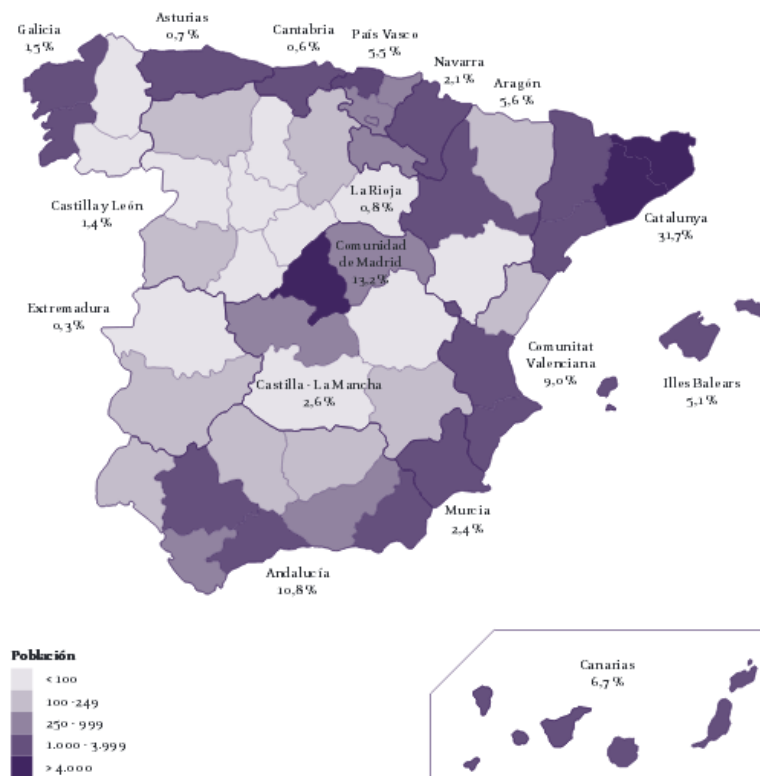 Asturias
0,7 %
Galicia
1,5 %
Cantabria
0,6 %
País Vasco
5,5 %
Navarra
2,1 %
Aragón
5,6 %
La Rioja
0,8 %
Castilla y León
1,4 %
Catalunya
31,7 %
Comunidad
de Madrid
13,2 %
Extremadura
0,3 %
Comunitat
Valenciana
9,0 %
Illes Balears
5,1 %
Castilla - La Mancha
2,6 %
Murcia
2,4 %
Andalucía
10,8 %
Población
< 100
100 -249
250 - 999
1.000 - 3.999
> 4.000
Canarias
6,7 %